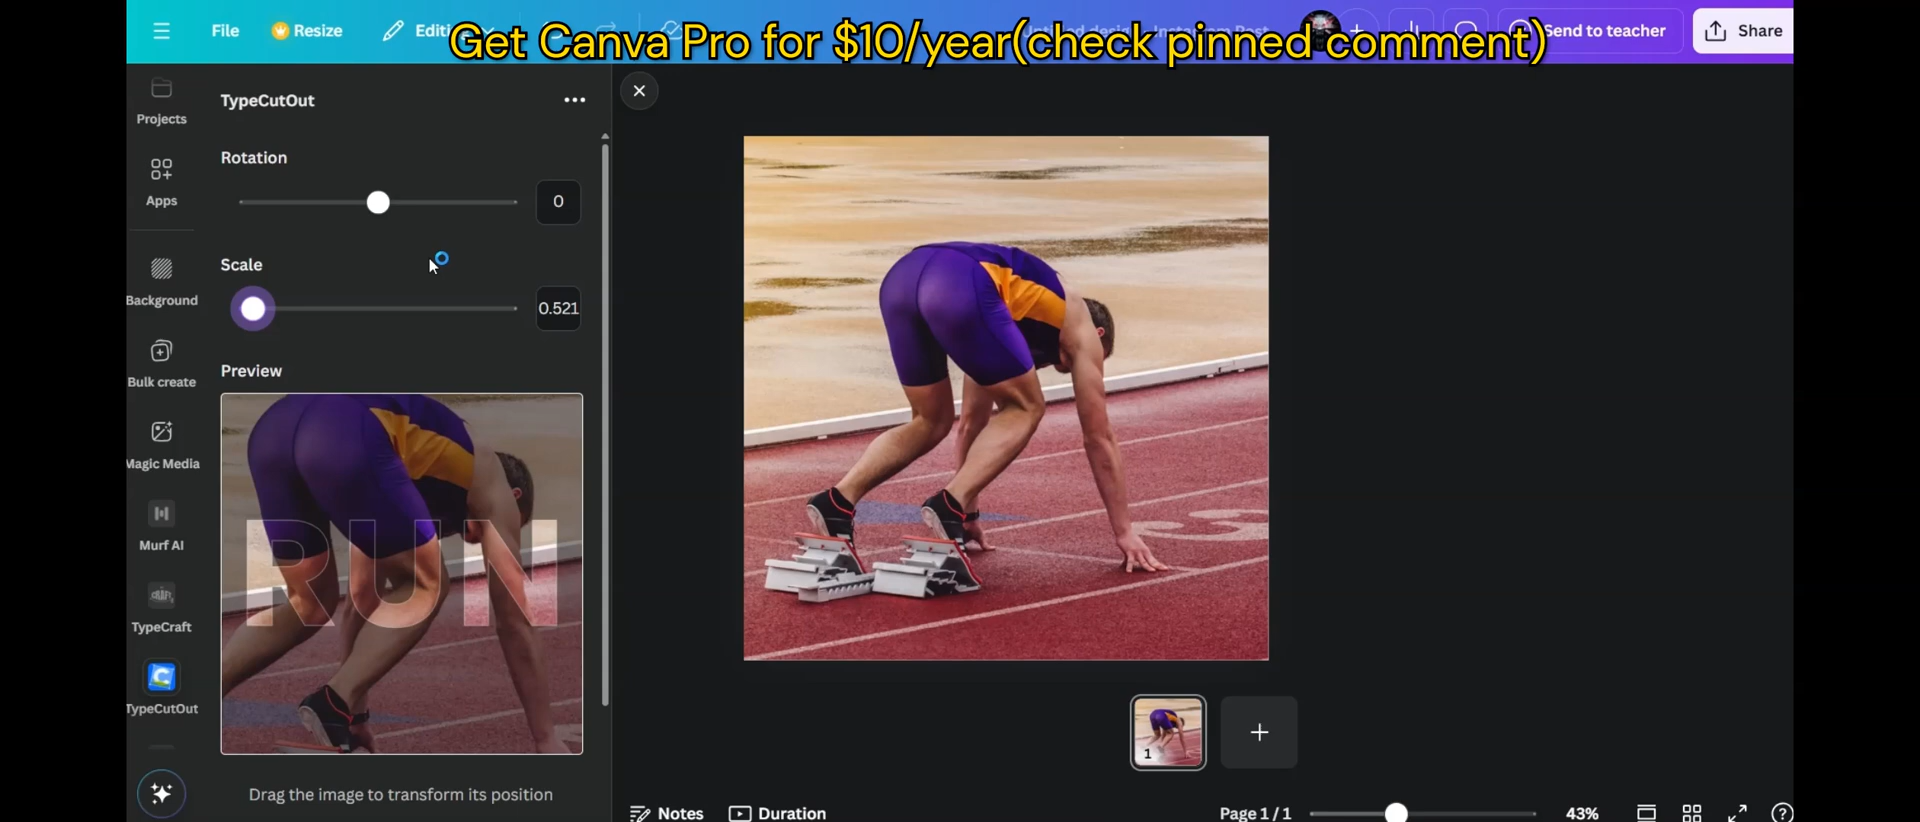 Get Canva Pro for $10/year(check pinned comment)
File
Resize
Send to teacher
Share
Projects
Apps
Background
Bulk create
Magic Media
Murf AI
TypeCraft
TypeCutOut
TypeCutOut
Rotation
0
Scale
0.521
Preview
RUN
Drag the image to transform its position
1
Notes
Duration
Page 1 / 1
43%